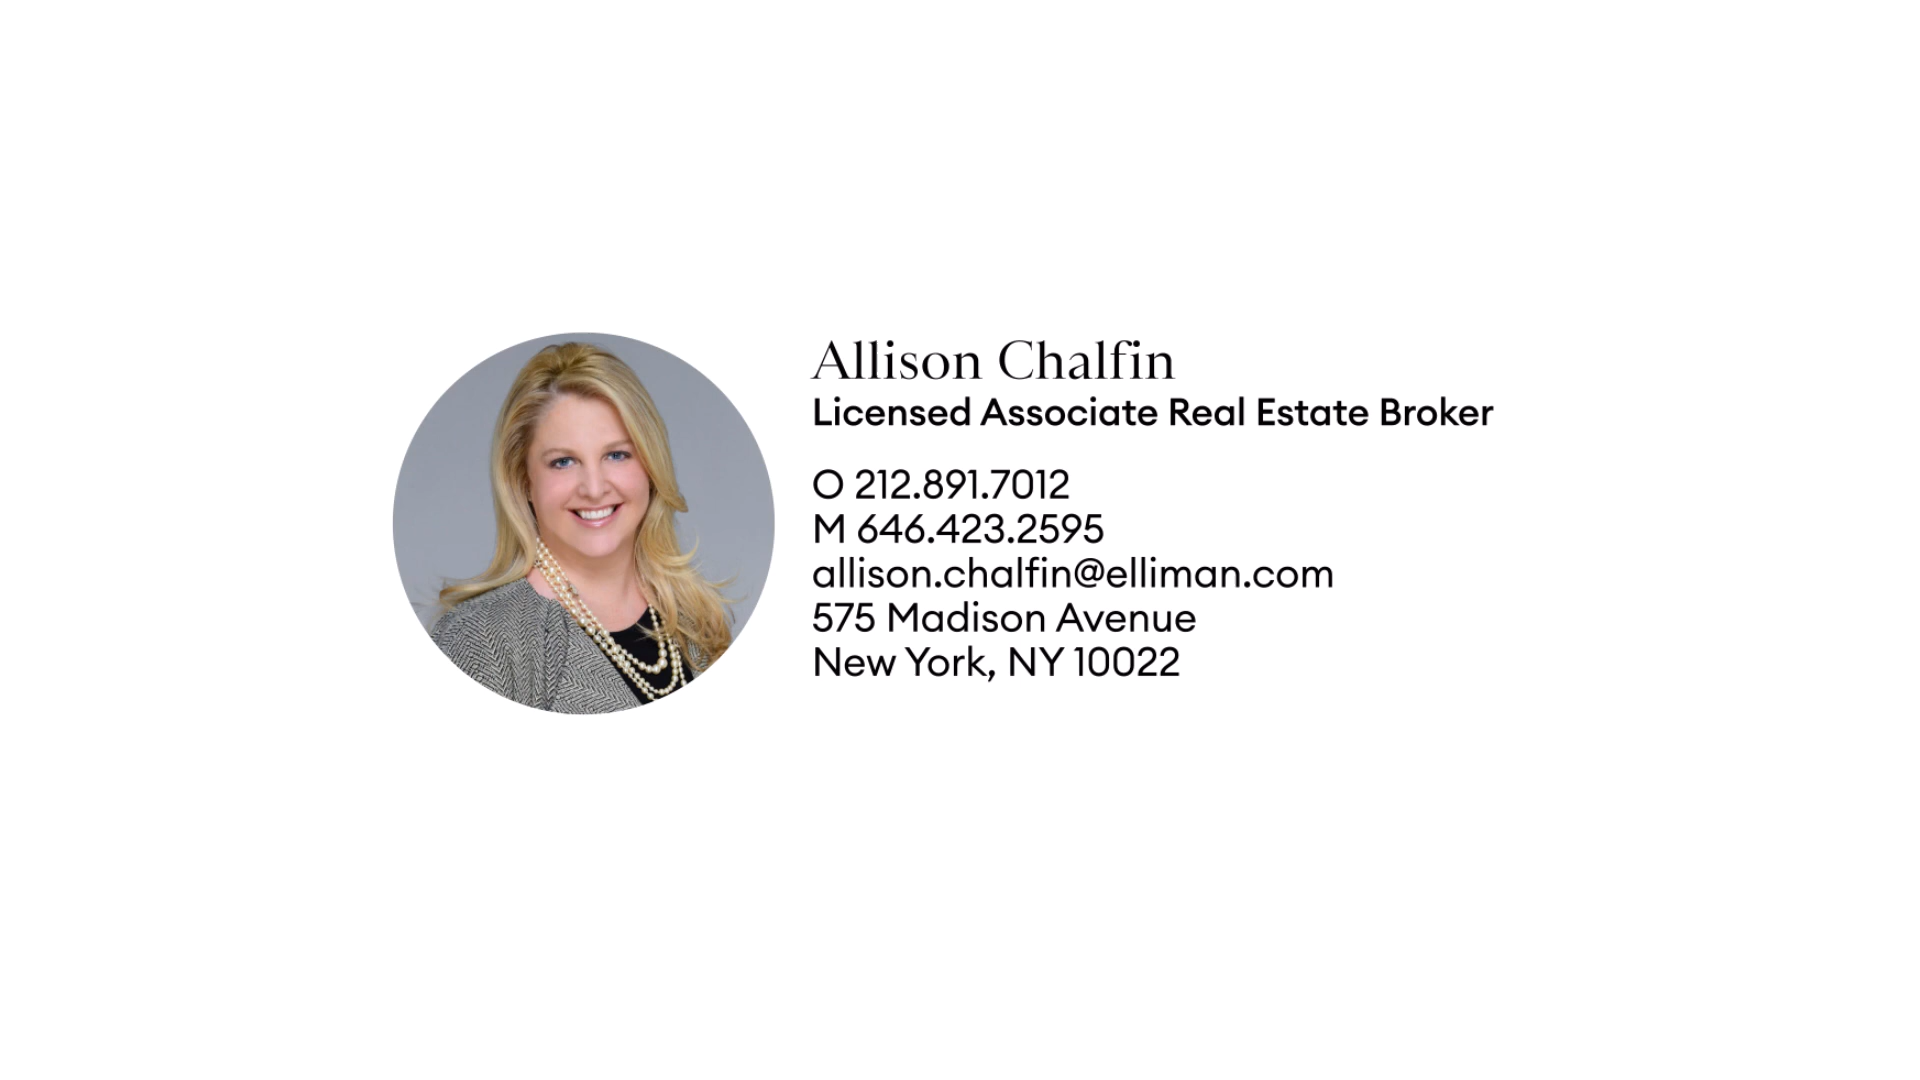 Allison Chalfin
Licensed Associate Real Estate Broker
O 212.891.7012
M 646.423.2595
allison.chalfin@elliman.com
575 Madison Avenue
New York, NY 10022